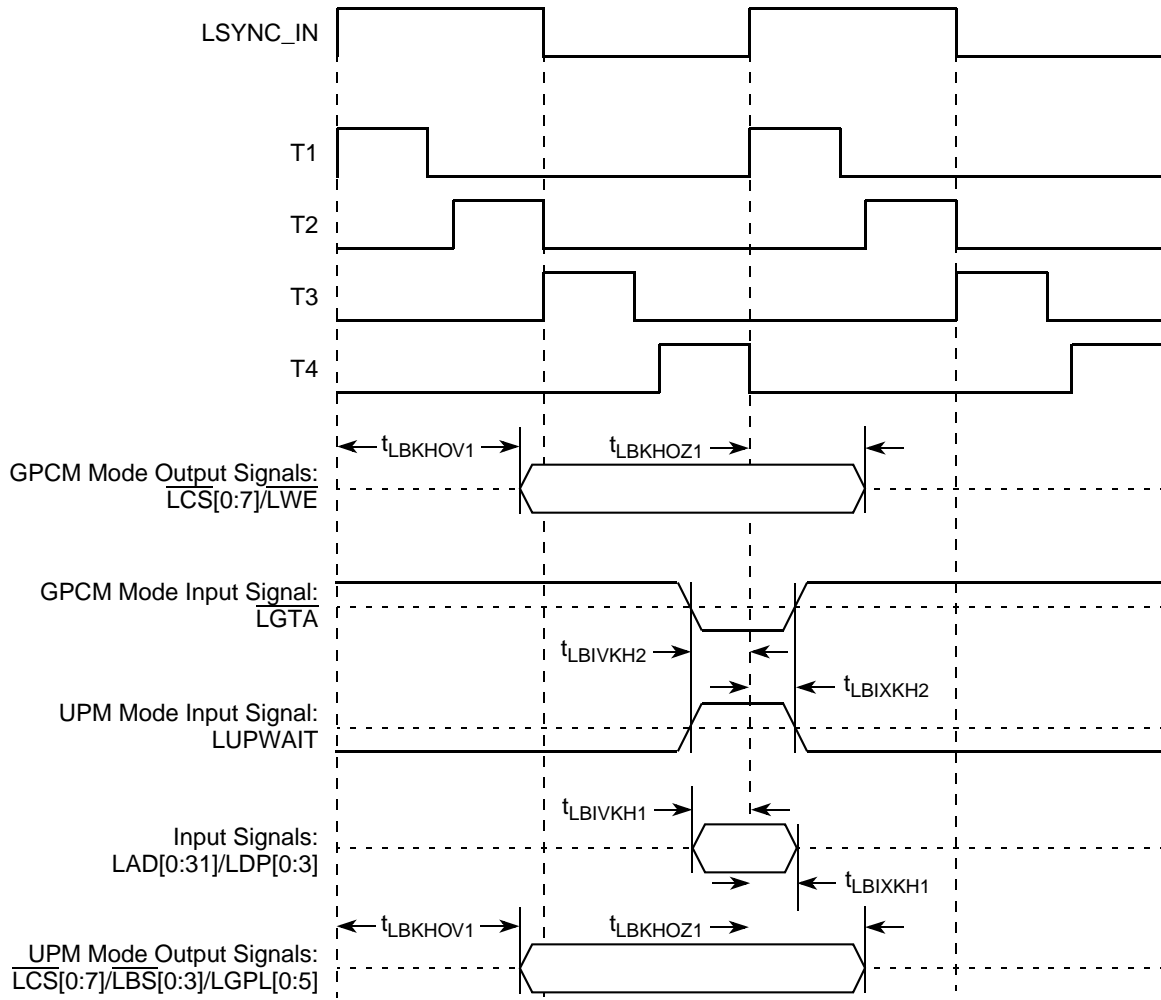 LSYNC_IN
T1
T2
T3
T4
tLBKHOV1
tLBKHOZ1
GPCM Mode Output Signals:
LCS[0:7]/LWE
GPCM Mode Input Signal:
LGTA
tLBIVKH2
tLBIXKH2
UPM Mode Input Signal:
LUPWAIT
tLBIVKH1
Input Signals:
LAD[0:31]/LDP[0:3]
tLBIXKH1
tLBKHOV1
tLBKHOZ1
UPM Mode Output Signals:
LCS[0:7]/LBS[0:3]/LGPL[0:5]